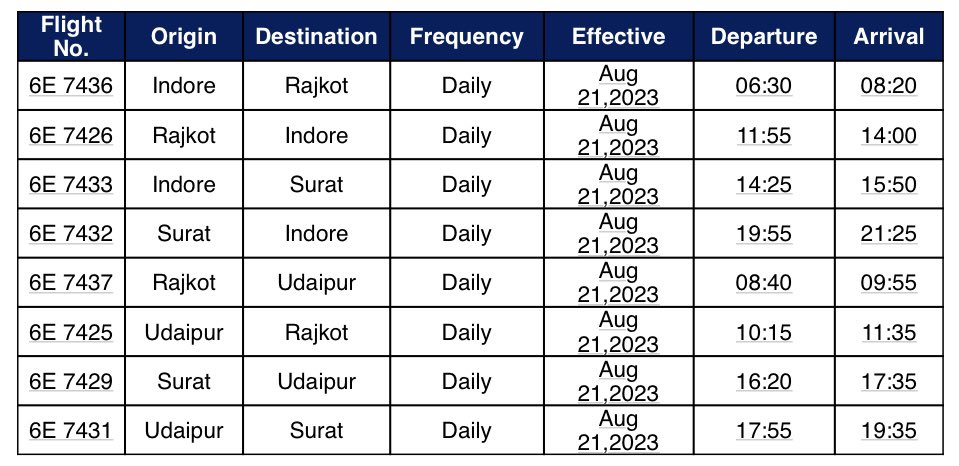 Flight No. Origin Destination Frequency Effective Departure Arrival
6E 7436 Indore Rajkot Daily Aug 21,2023 06:30 08:20
6E 7426 Rajkot Indore Daily Aug 21,2023 11:55 14:00
6E 7433 Indore Surat Daily Aug 21,2023 14:25 15:50
6E 7432 Surat Indore Daily Aug 21,2023 19:55 21:25
6E 7437 Rajkot Udaipur Daily Aug 21,2023 08:40 09:55
6E 7425 Udaipur Rajkot Daily Aug 21,2023 10:15 11:35
6E 7429 Surat Udaipur Daily Aug 21,2023 16:20 17:35
6E 7431 Udaipur Surat Daily Aug 21,2023 17:55 19:35